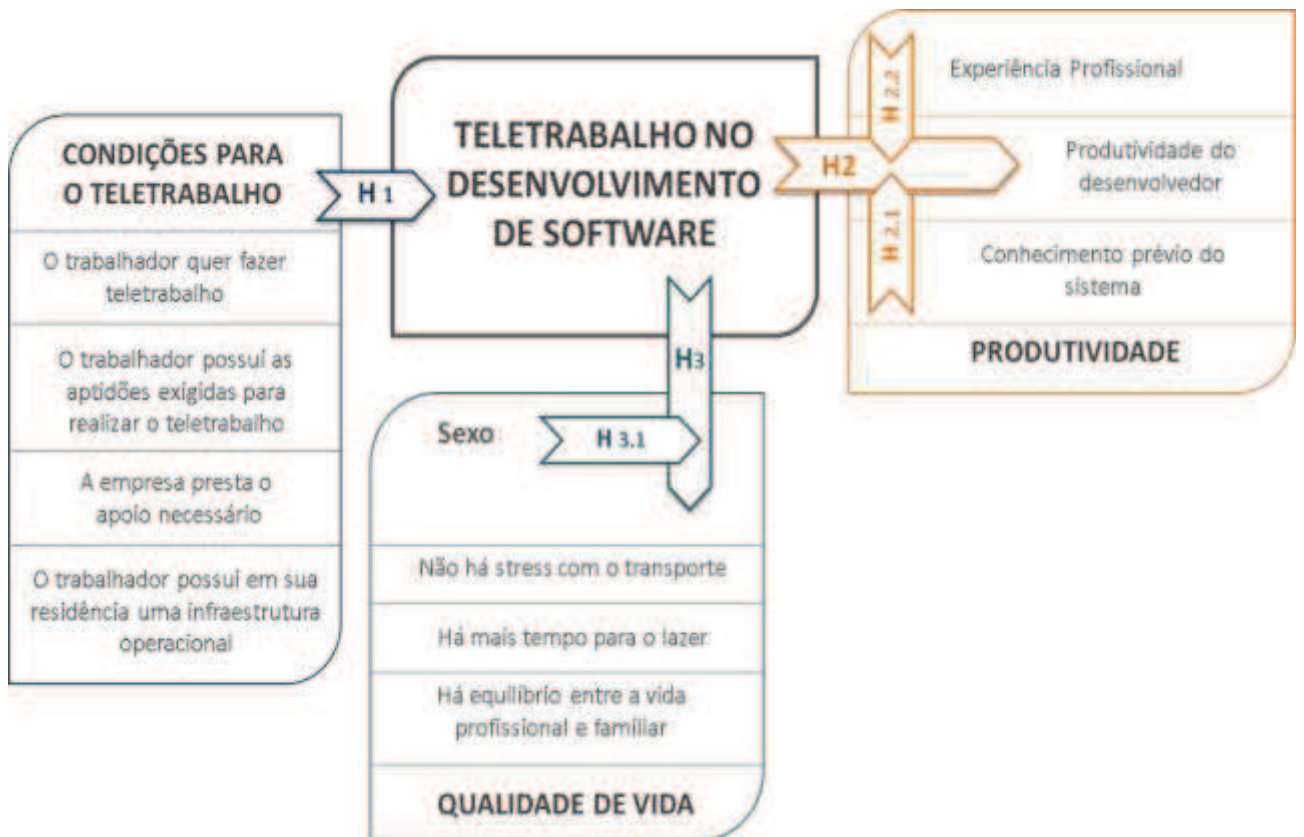 CONDIÇÕES PARA
O TELETRABALHO
O trabalhador quer fazer
teletrabalho
O trabalhador possui as
aptidões exigidas para
realizar o teletrabalho
A empresa presta o
apoio necessário
O trabalhador possui em sua
residência uma infraestrutura
operacional
H 1
TELETRABALHO NO
DESENVOLVIMENTO
DE SOFTWARE
H2
H 2.2
H 2.1
Experiência Profissional
Produtividade do
desenvolvedor
Conhecimento prévio do
sistema
PRODUTIVIDADE
H3
Sexo
H 3.1
Não há stress com o transporte
Há mais tempo para o lazer
Há equilíbrio entre a vida
profissional e familiar
QUALIDADE DE VIDA